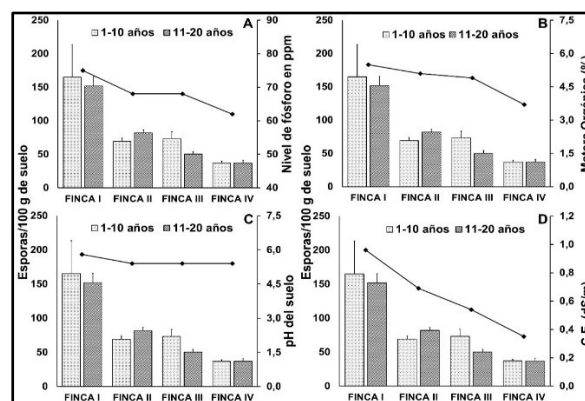 A
1-10 años 11-20 años
Esporas/100 g de suelo
250
200
150
100
50
0
Nivel de fósforo en ppm
90
80
70
60
50
40
FINCA I FINCA II FINCA III FINCA IV
B
1-10 años 11-20 años
250
200
150
100
50
0
7,5
6,0
4,5
3,0
1,5
0,0
FINCA I FINCA II FINCA III FINCA IV
C
1-10 años 11-20 años
Esporas/100 g de suelo
250
200
150
100
50
0
pH del suelo
7,5
6,0
4,5
3,0
1,5
0,0
FINCA I FINCA II FINCA III FINCA IV
D
1-10 años 11-20 años
250
200
150
100
50
0
C.E. (dS/m)
1,2
1,0
0,8
0,6
0,4
0,2
0,0
FINCA I FINCA II FINCA III FINCA IV